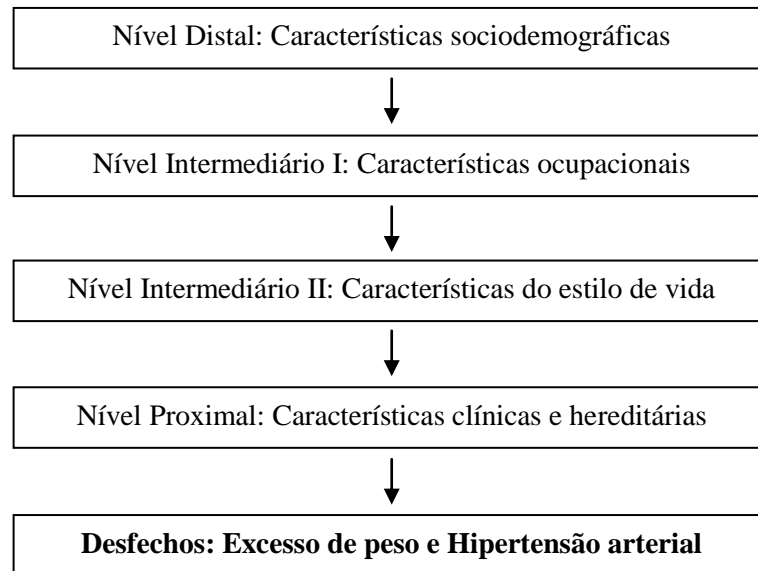 Nível Distal: Características sociodemográficas
Nível Intermediário I: Características ocupacionais
Nível Intermediário II: Características do estilo de vida
Nível Proximal: Características clínicas e hereditárias
Desfechos: Excesso de peso e Hipertensão arterial